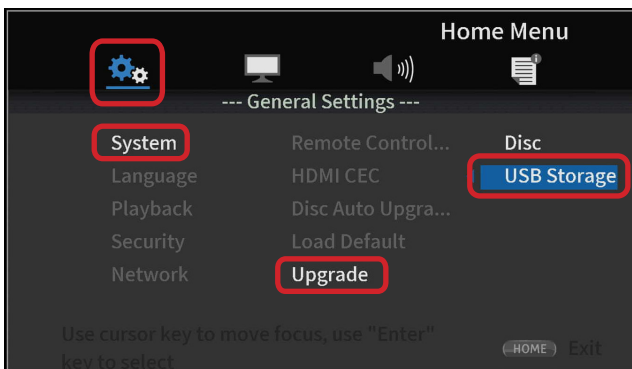 Home Menu
--- General Settings ---
System Remote Control... Disc
Language HDMI CEC USB Storage
Playback Disc Auto Upgra...
Security Load Default
Network Upgrade
Use cursor key to move focus, use "Enter"
key to select
HOME Exit